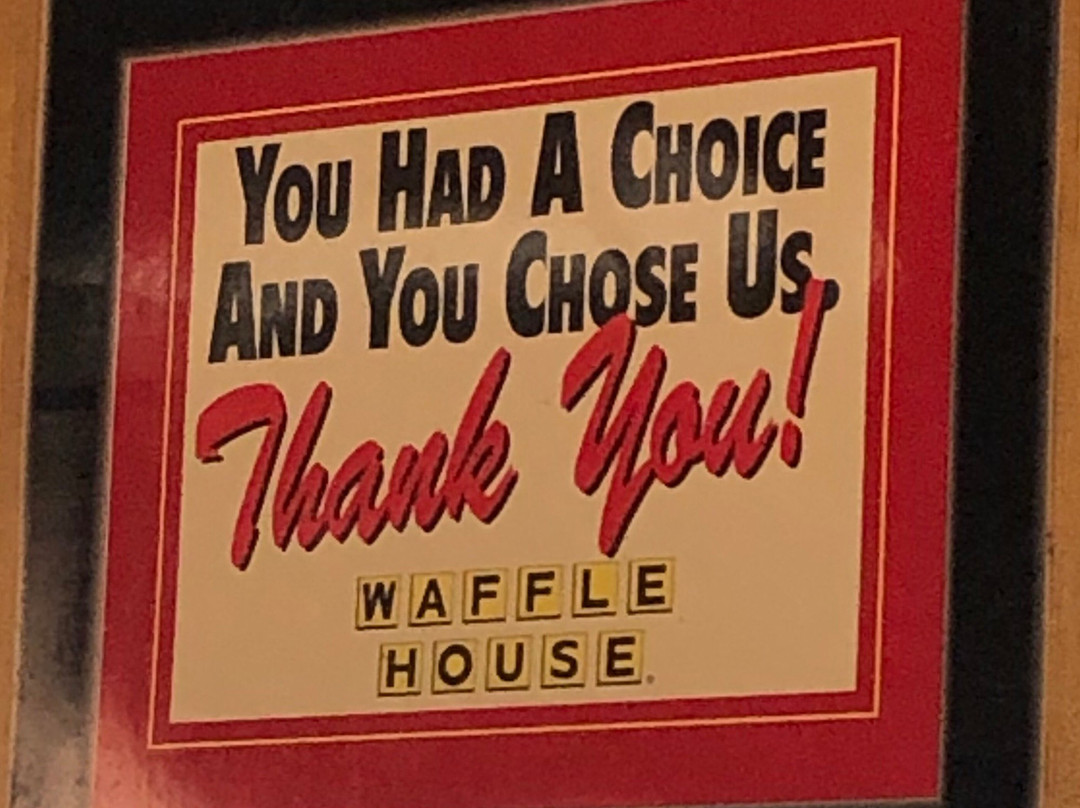 You Had A Choice
And You Chose Us.
Thank You!
WAFFLE
HOUSE